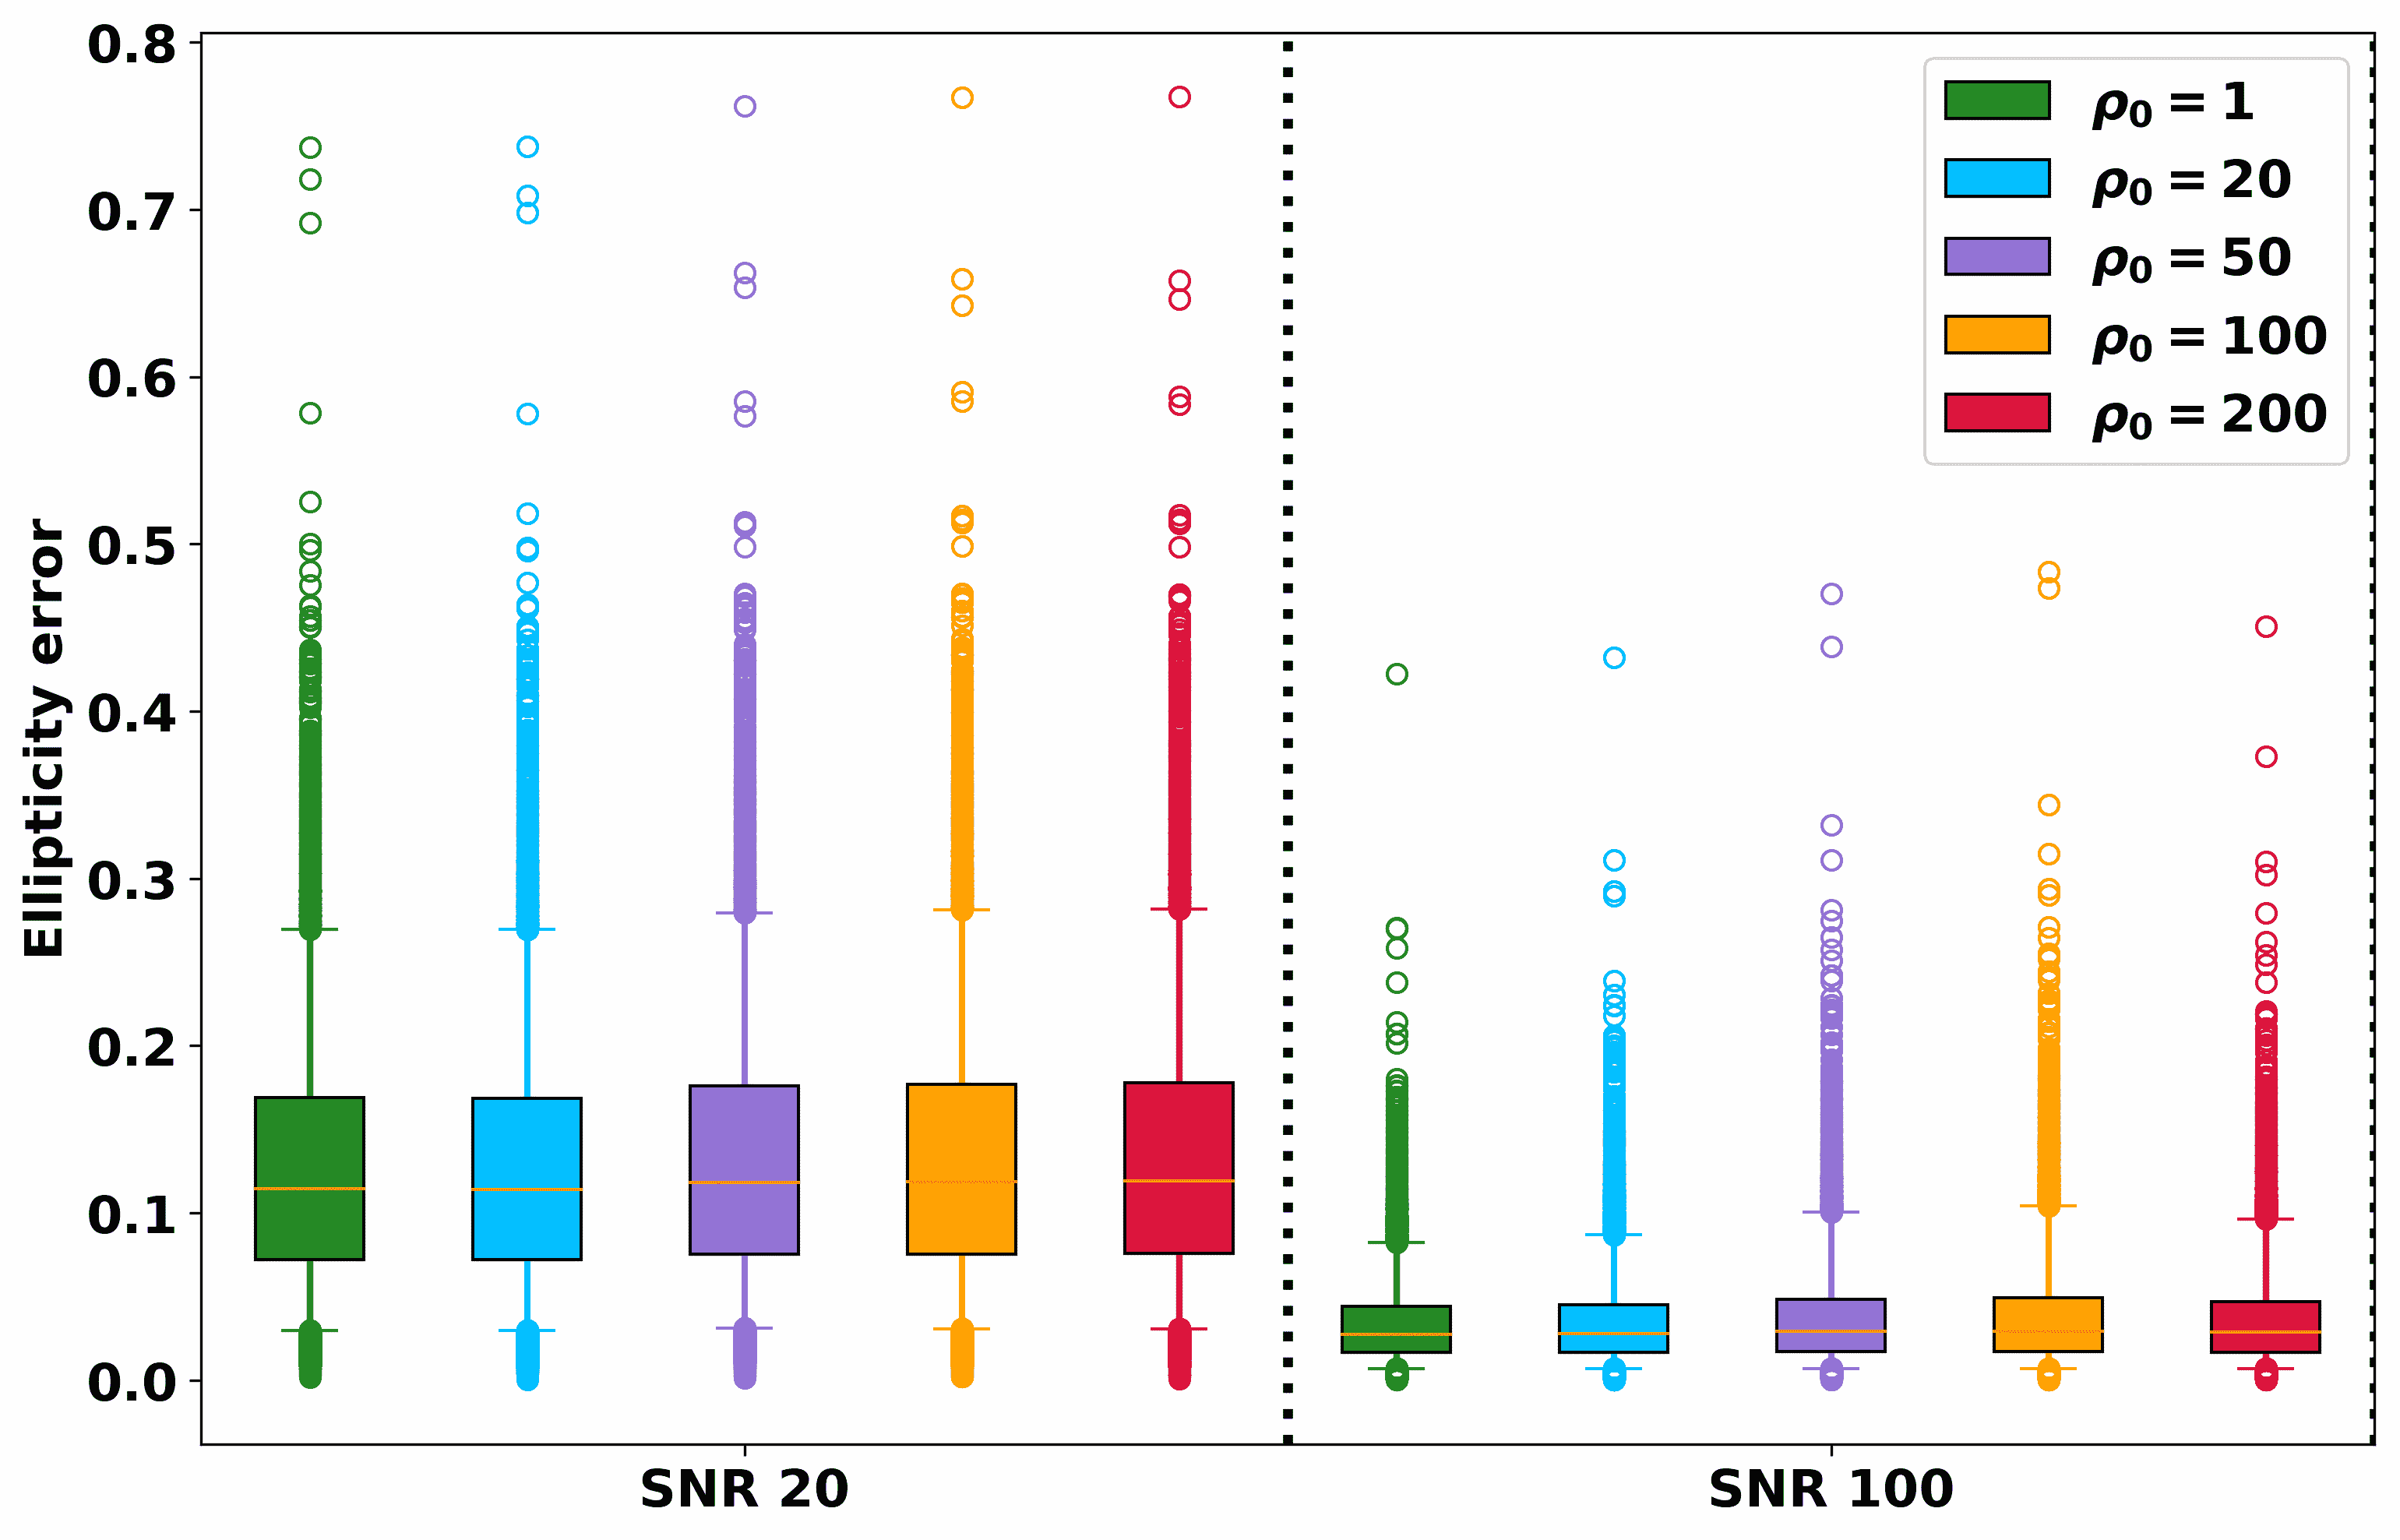 0.8
0.7
0.6
0.5
0.4
0.3
0.2
0.1
0.0
Ellipticity error
SNR 20
SNR 100
ρ₀ = 1
ρ₀ = 20
ρ₀ = 50
ρ₀ = 100
ρ₀ = 200